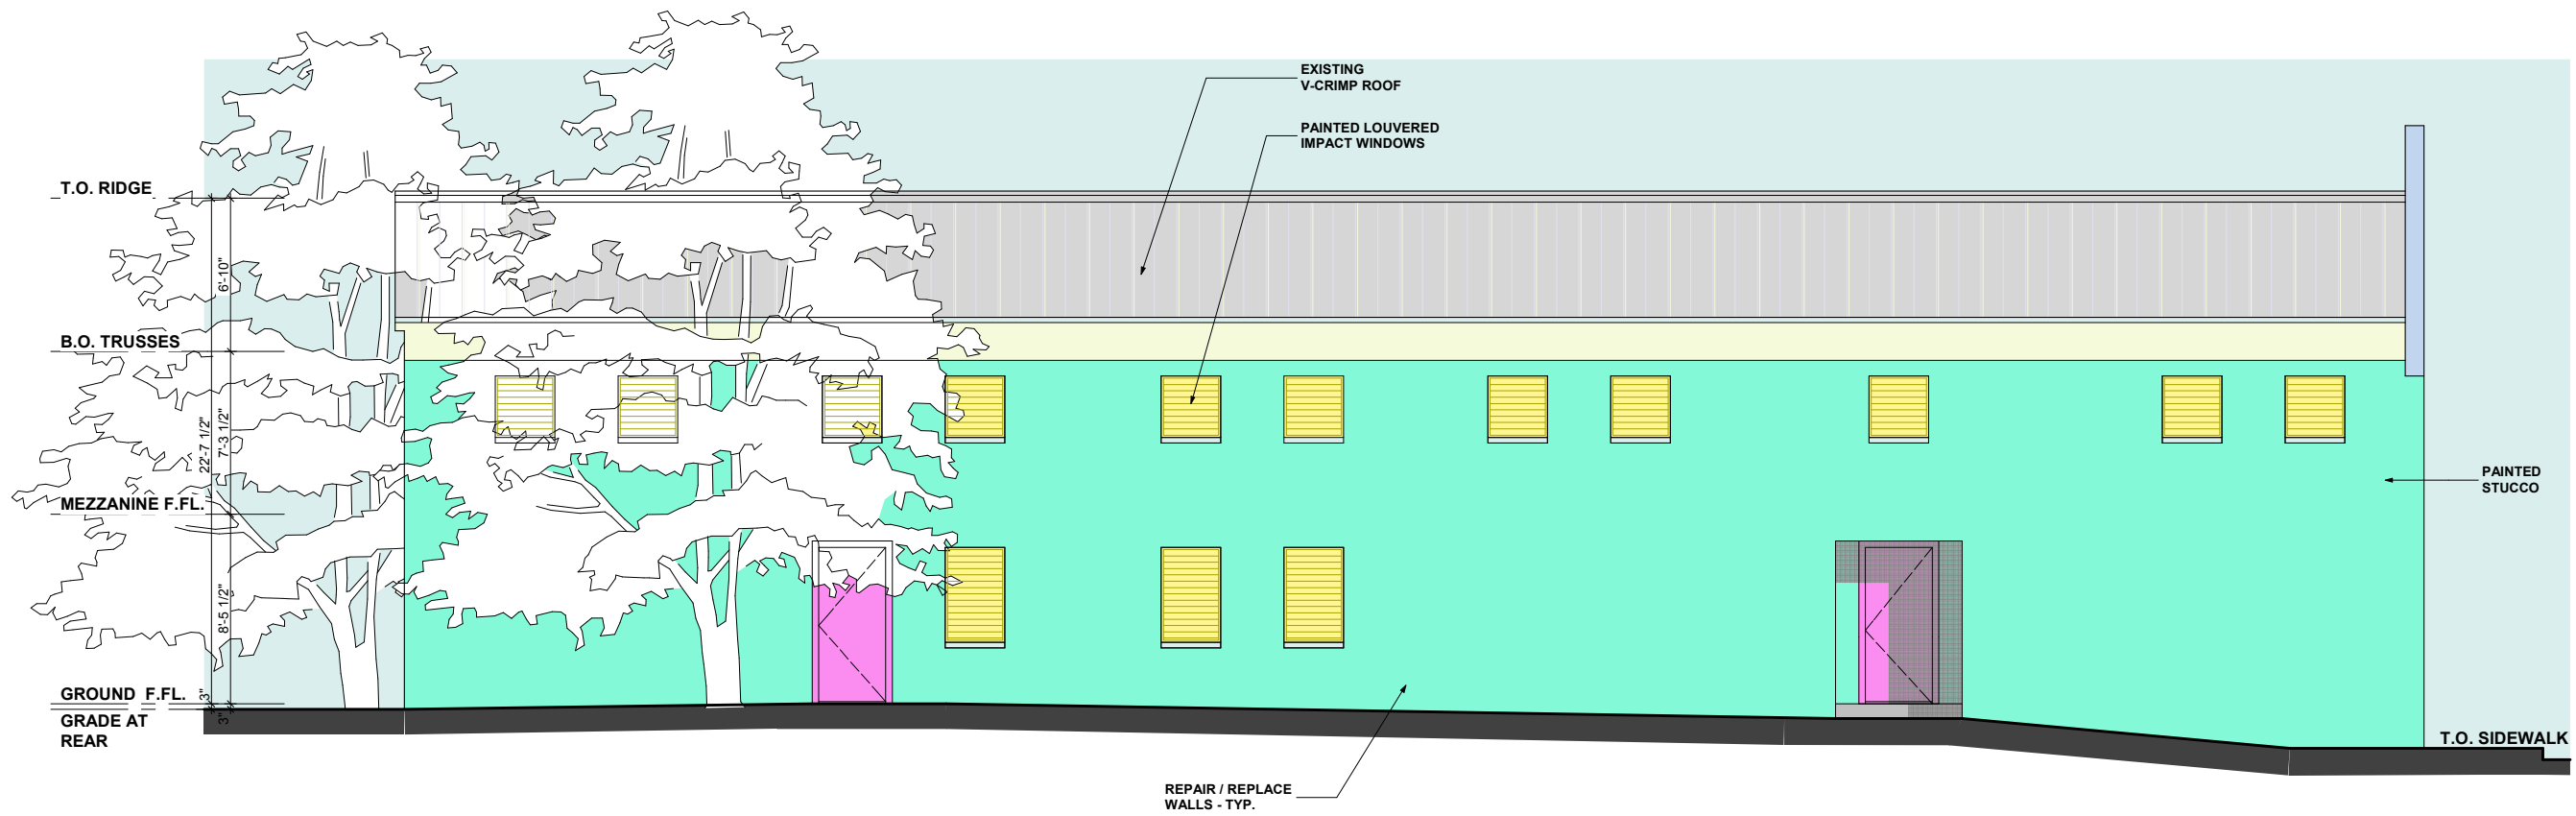 EXISTING
V-CRIMP ROOF
PAINTED LOUVERED
IMPACT WINDOWS
T.O. RIDGE
6'-10"
B.O. TRUSSES
22'-7 1/2"
7'-3 1/2"
PAINTED
STUCCO
MEZZANINE F.FL.
8'-5 1/2"
GROUND F.FL.
3"
3"
GRADE AT
REAR
T.O. SIDEWALK
REPAIR / REPLACE
WALLS - TYP.